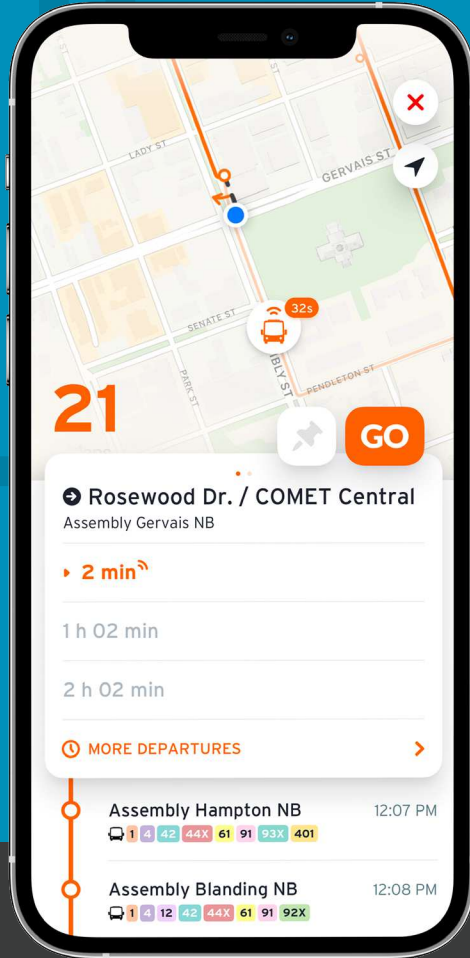 LADY ST
GERVAIS ST
32s
SENATE ST
PARK ST
BLY ST
PENDLETON ST
21
GO
Rosewood Dr. / COMET Central
Assembly Gervais NB
2 min
1 h 02 min
2 h 02 min
MORE DEPARTURES
Assembly Hampton NB 12:07 PM
1 4 42 44X 61 91 93X 401
Assembly Blanding NB 12:08 PM
1 4 12 42 44X 61 91 92X